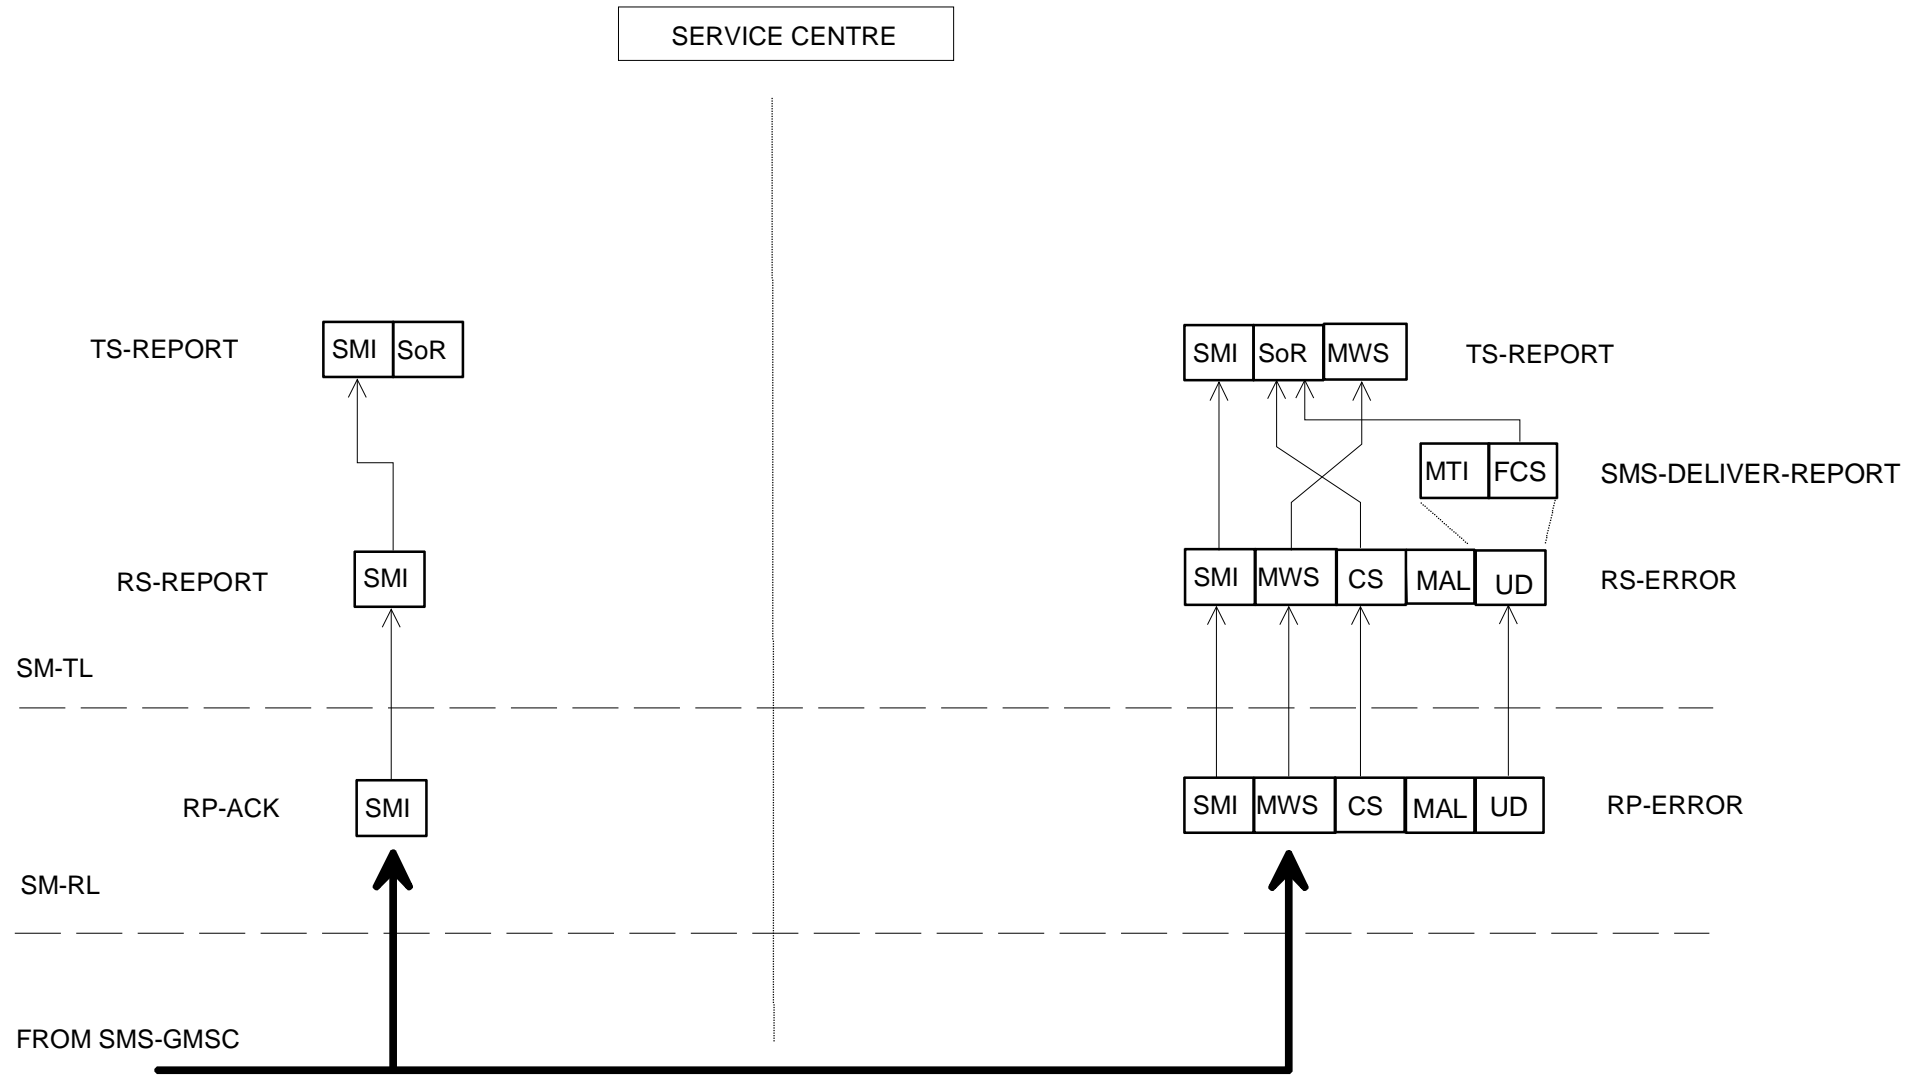 SERVICE CENTRE
TS-REPORT SMI SoR
SMI SoR MWS TS-REPORT
MTI FCS SMS-DELIVER-REPORT
RS-REPORT SMI
SMI MWS CS MAL UD RS-ERROR
SM-TL
RP-ACK SMI
SMI MWS CS MAL UD RP-ERROR
SM-RL
FROM SMS-GMSC